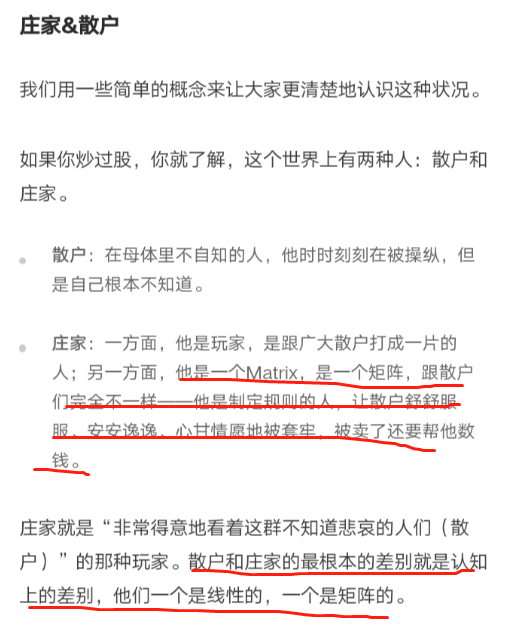 庄家&散户
我们用一些简单的概念来让大家更清楚地认识这种状况。
如果你炒过股，你就了解，这个世界上有两种人：散户和
庄家。
散户：在母体里不自知的人，他时时刻刻在被操纵，但
是自己根本不知道。
庄家：一方面，他是玩家，是跟广大散户打成一片的
人；另一方面，他是一个Matrix，是一个矩阵，跟散户
们完全不一样——他是制定规则的人，让散户舒舒服
服、安安逸逸、心甘情愿地被套牢，被卖了还要帮他数
钱。
庄家就是“非常得意地看着这群不知道悲哀的人们（散
户）”的那种玩家。散户和庄家的最根本的差别就是认知
上的差别，他们一个是线性的，一个是矩阵的。